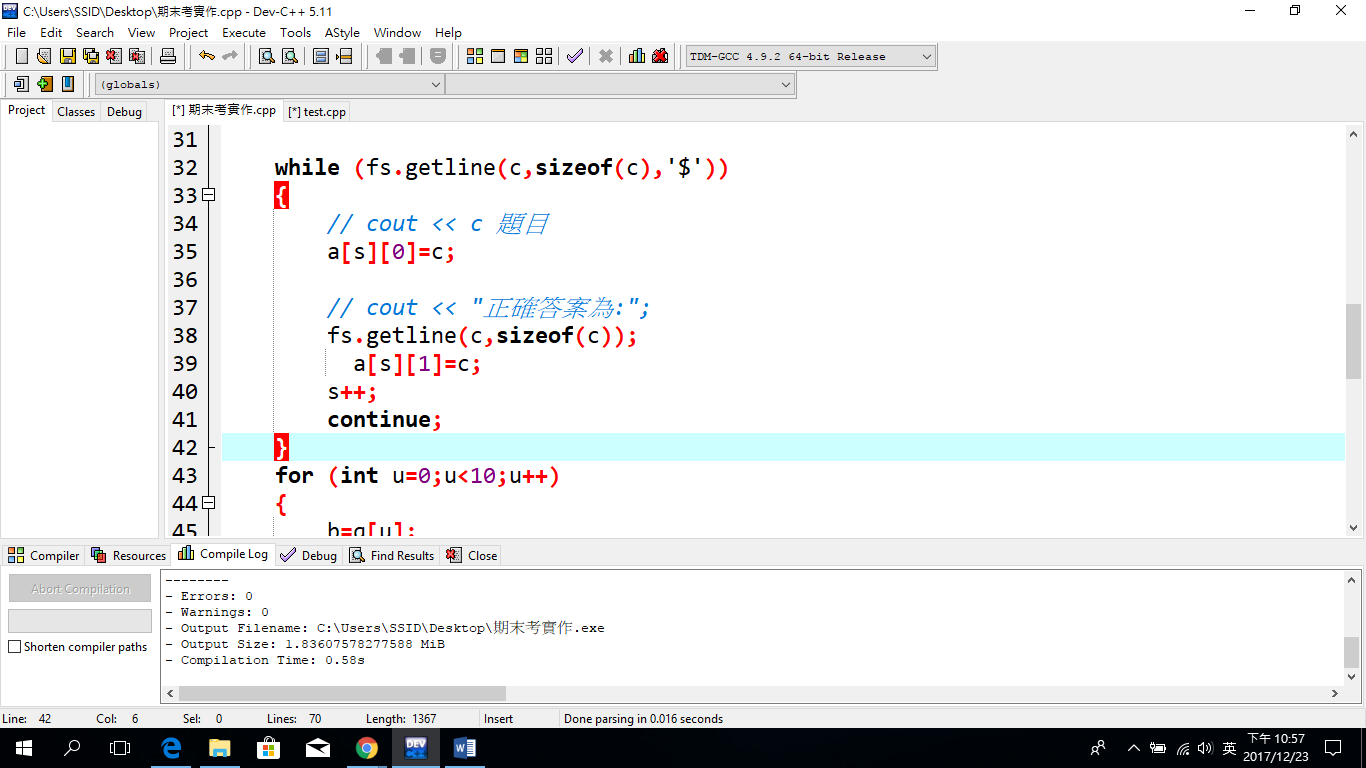 C:\Users\SSID\Desktop\期末考實作.cpp - Dev-C++ 5.11
File Edit Search View Project Execute Tools AStyle Window Help
TDM-GCC 4.9.2 64-bit Release
(globals)
Project Classes Debug [*] 期末考實作.cpp [*] test.cpp
31
32 while (fs.getline(c,sizeof(c),'$'))
33 {
34 // cout << c 題目
35 a[s][0]=c;
36
37 // cout << "正確答案為:";
38 fs.getline(c,sizeof(c));
39 a[s][1]=c;
40 s++;
41 continue;
42 }
43 for (int u=0;u<10;u++)
44 {
45 b=q[u];
Compiler Resources Compile Log Debug Find Results Close
Abort Compilation
Shorten compiler paths
--------
- Errors: 0
- Warnings: 0
- Output Filename: C:\Users\SSID\Desktop\期末考實作.exe
- Output Size: 1.83607578277588 MiB
- Compilation Time: 0.58s
Line: 42 Col: 6 Sel: 0 Lines: 70 Length: 1367 Insert Done parsing in 0.016 seconds
DEV
英
下午 10:57
2017/12/23